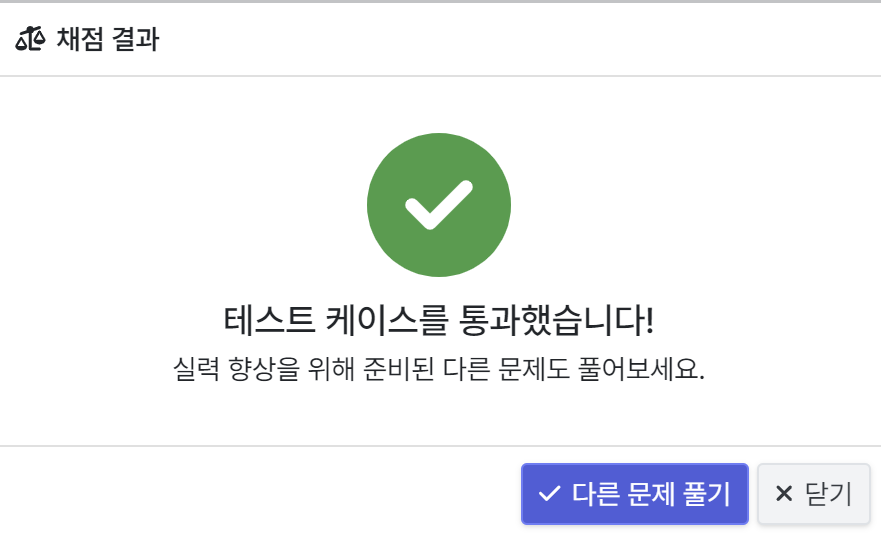 채점 결과
테스트 케이스를 통과했습니다!
실력 향상을 위해 준비된 다른 문제도 풀어보세요.
다른 문제 풀기
닫기